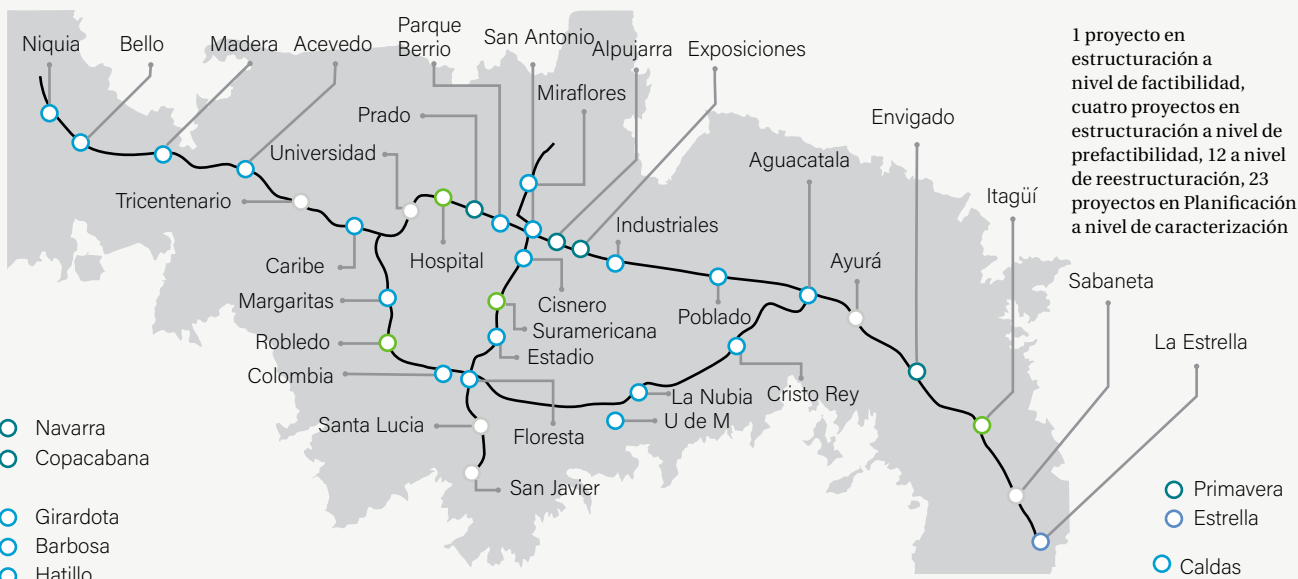 Niquia
Bello
Madera
Acevedo
Parque
Berrio
San Antonio
Alpujarra
Exposiciones
1 proyecto en
estructuración a
nivel de factibilidad,
cuatro proyectos en
estructuración a nivel de
prefactibilidad, 12 a nivel
de reestructuración, 23
proyectos en Planificación
a nivel de caracterización
Miraflores
Prado
Envigado
Universidad
Aguacatala
Tricentenario
Itagüí
Industriales
Caribe
Hospital
Ayurá
Sabaneta
Margaritas
Cisnero
Poblado
Suramericana
Robledo
Estadio
La Estrella
Colombia
La Nubia
Cristo Rey
U de M
Santa Lucia
Floresta
San Javier
Navarra
Copacabana
Girardota
Barbosa
Hatillo
Primavera
Estrella
Caldas